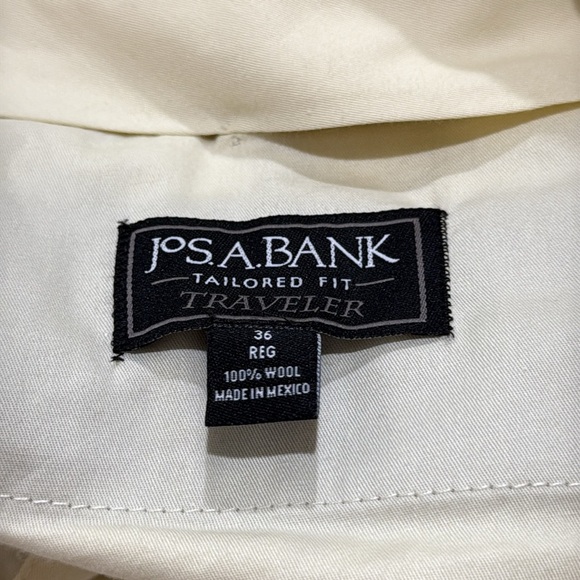 JOS.A.BANK
TAILORED FIT
TRAVELER
36
REG
100% WOOL
MADE IN MEXICO